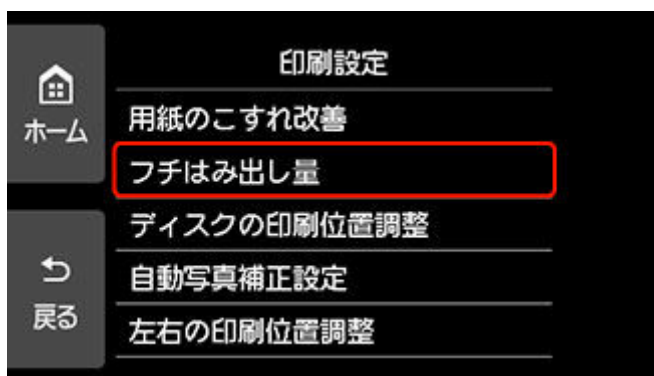 印刷設定
ホーム
用紙のこすれ改善
フチはみ出し量
ディスクの印刷位置調整
自動写真補正設定
戻る
左右の印刷位置調整